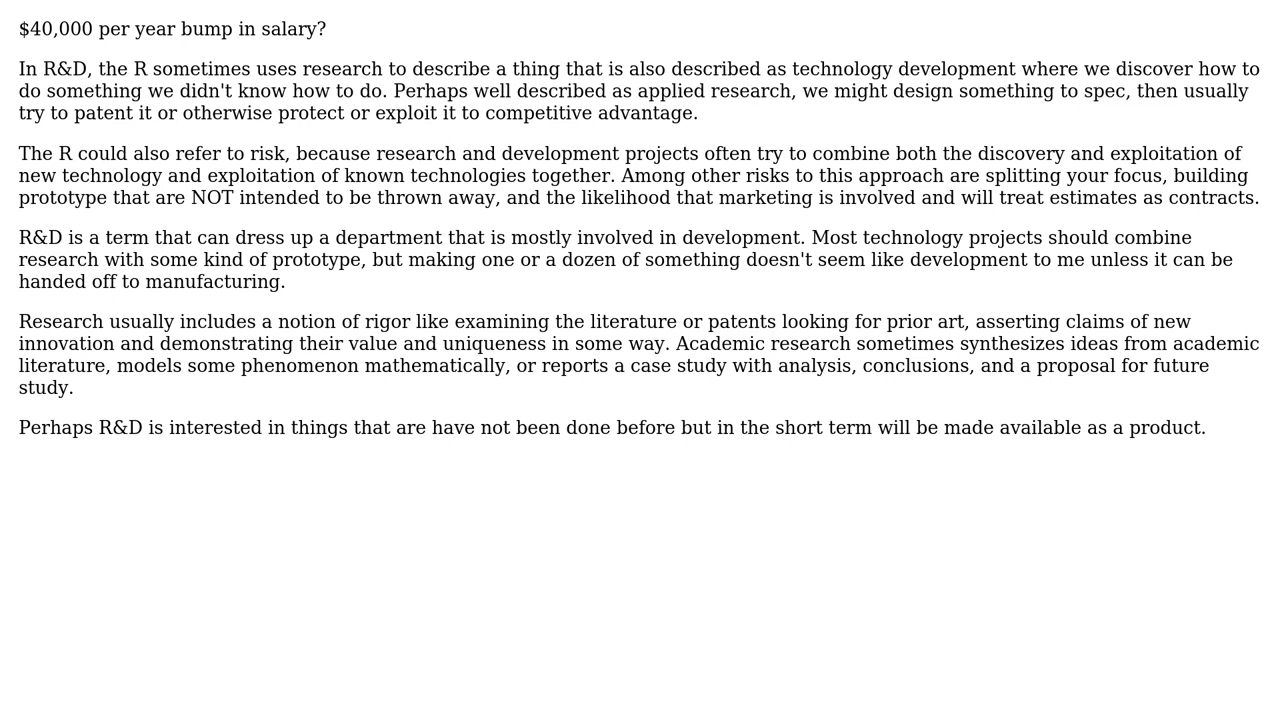 $40,000 per year bump in salary?
In R&D, the R sometimes uses research to describe a thing that is also described as technology development where we discover how to
do something we didn't know how to do. Perhaps well described as applied research, we might design something to spec, then usually
try to patent it or otherwise protect or exploit it to competitive advantage.
The R could also refer to risk, because research and development projects often try to combine both the discovery and exploitation of
new technology and exploitation of known technologies together. Among other risks to this approach are splitting your focus, building
prototype that are NOT intended to be thrown away, and the likelihood that marketing is involved and will treat estimates as contracts.
R&D is a term that can dress up a department that is mostly involved in development. Most technology projects should combine
research with some kind of prototype, but making one or a dozen of something doesn't seem like development to me unless it can be
handed off to manufacturing.
Research usually includes a notion of rigor like examining the literature or patents looking for prior art, asserting claims of new
innovation and demonstrating their value and uniqueness in some way. Academic research sometimes synthesizes ideas from academic
literature, models some phenomenon mathematically, or reports a case study with analysis, conclusions, and a proposal for future
study.
Perhaps R&D is interested in things that are have not been done before but in the short term will be made available as a product.